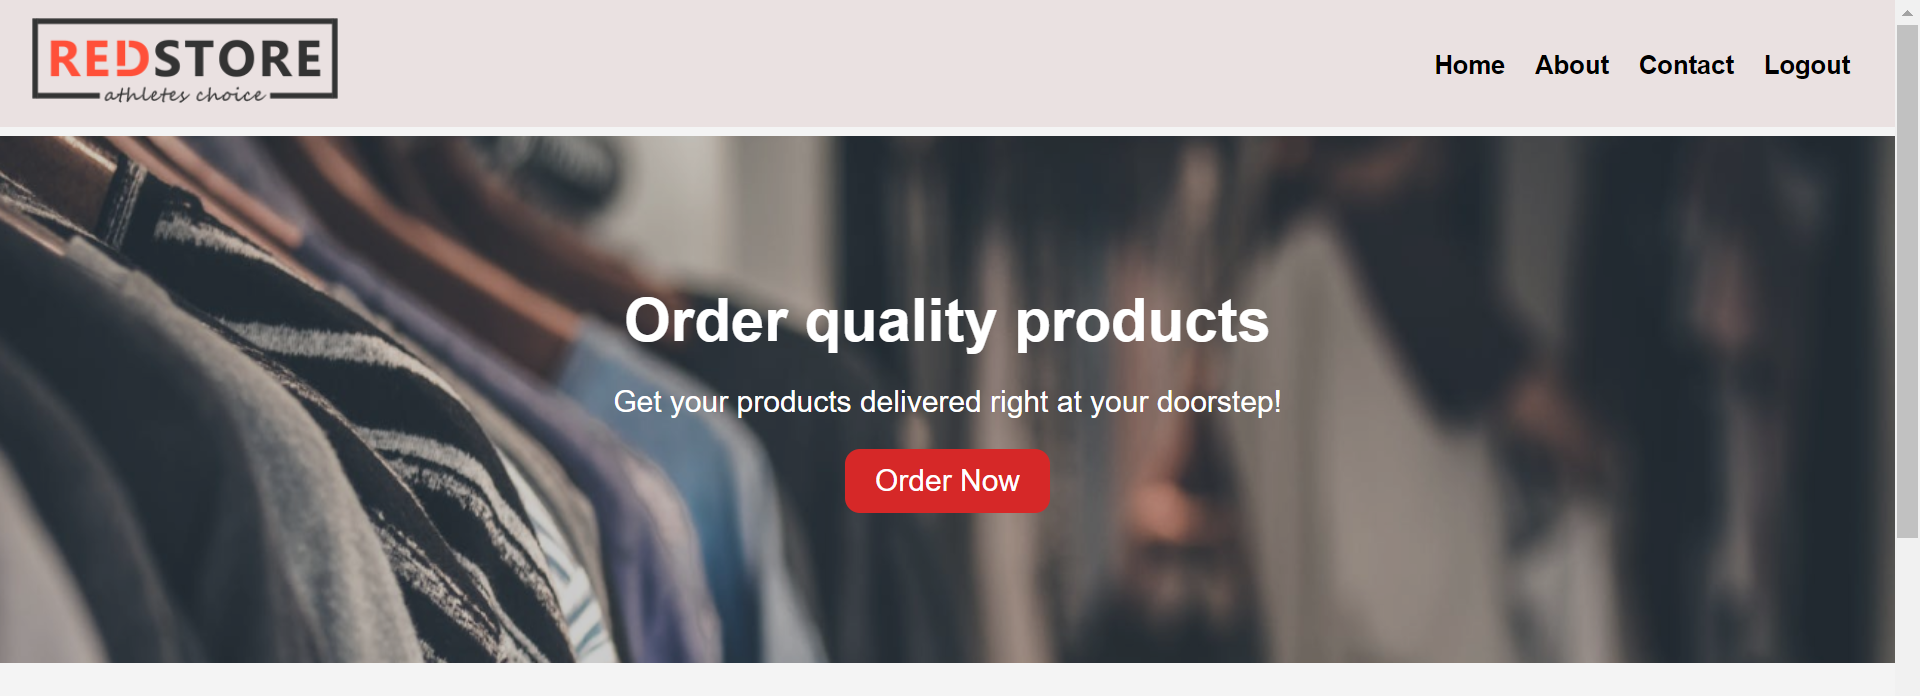 REDSTORE
athletes choice
Home About Contact Logout
Order quality products
Get your products delivered right at your doorstep!
Order Now